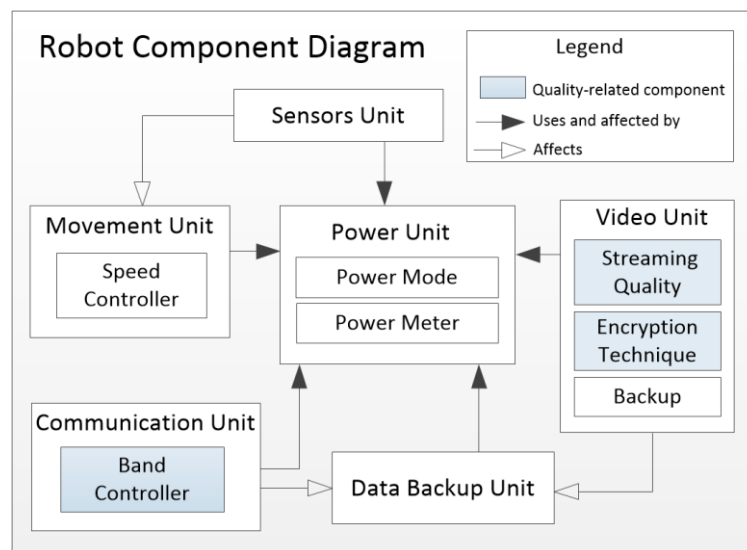 Robot Component Diagram
Legend
Quality-related component
Uses and affected by
Affects
Sensors Unit
Movement Unit
Speed
Controller
Power Unit
Power Mode
Power Meter
Video Unit
Streaming
Quality
Encryption
Technique
Backup
Communication Unit
Band
Controller
Data Backup Unit